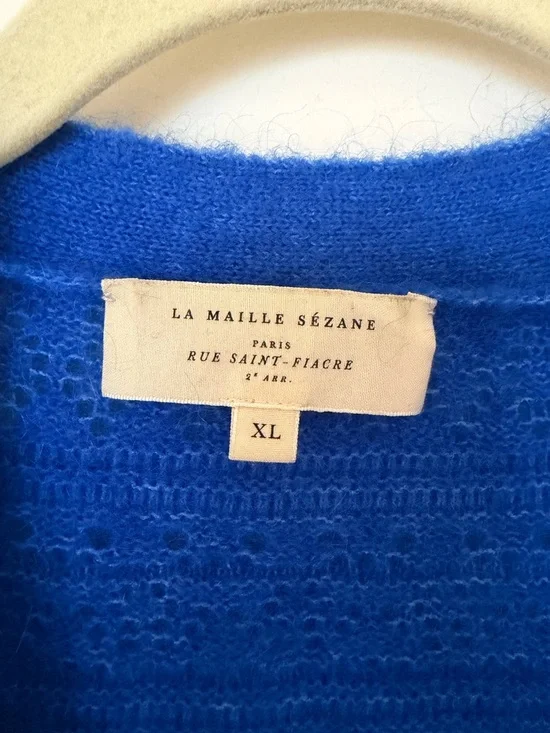 LA MAILLE SÉZANE
PARIS
RUE SAINT-FIACRE
2E ARR.
XL